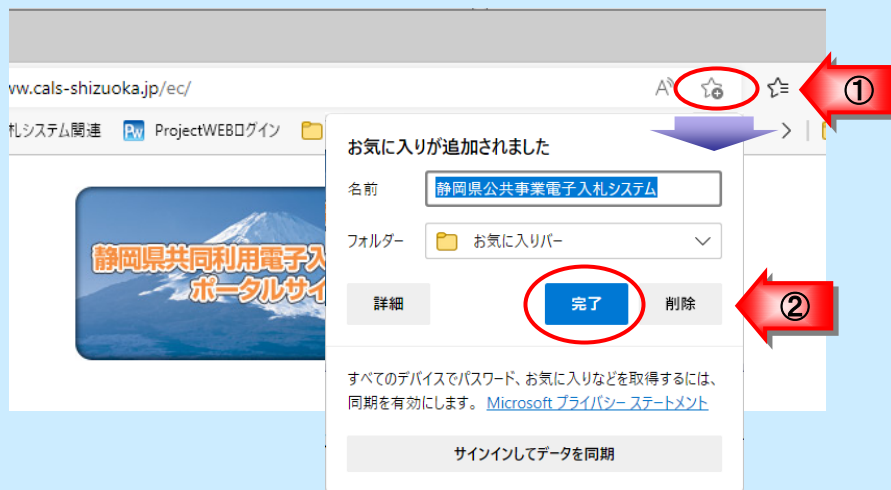 ww.cals-shizuoka.jp/ec/
①
札システム関連 PW ProjectWEBログイン
お気に入りが追加されました
名前 静岡県公共事業電子入札システム
フォルダー お気に入りバー
静岡県共同利用電子入
ポータルサイ
詳細 完了 削除
②
すべてのデバイスでパスワード、お気に入りなどを取得するには、
同期を有効にします。 Microsoft プライバシー ステートメント
サインインしてデータを同期